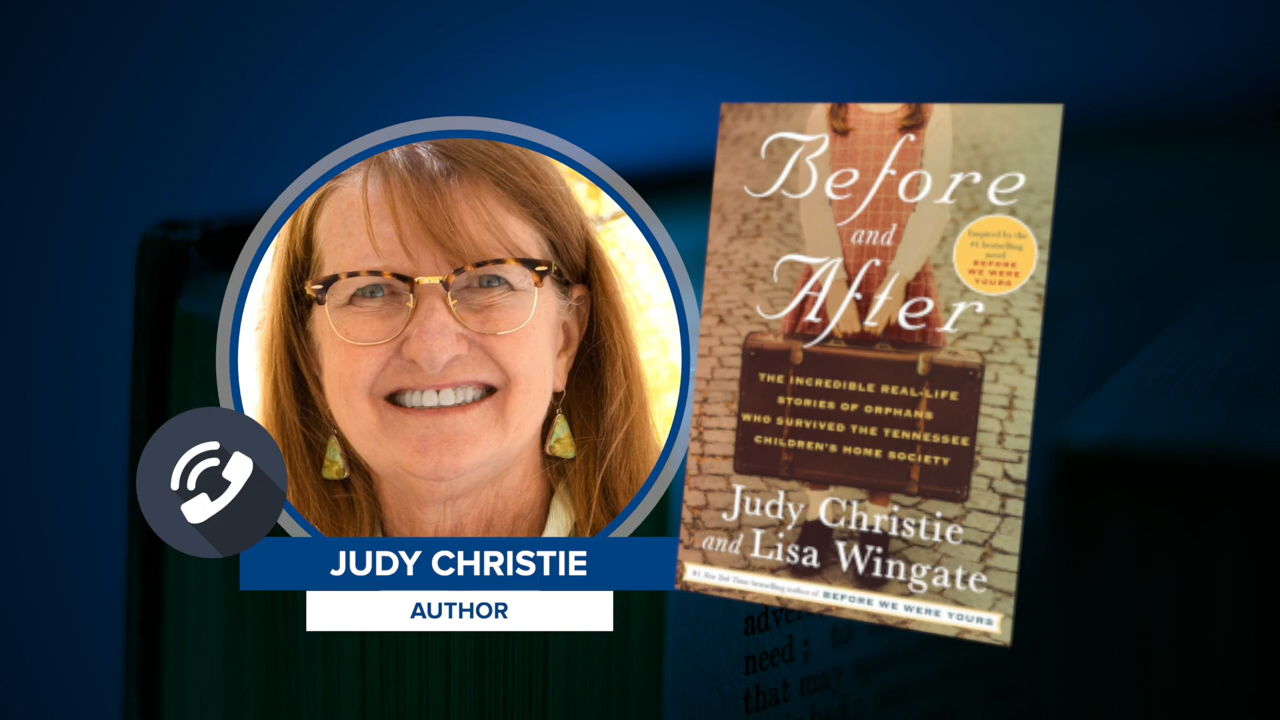 JUDY CHRISTIE
AUTHOR
Before
and
After
Inspired by the
#1 bestselling
novel
BEFORE
WE WERE
YOURS
THE INCREDIBLE REAL-LIFE
STORIES OF ORPHANS
WHO SURVIVED THE TENNESSEE
CHILDREN'S HOME SOCIETY
Judy Christie
and Lisa Wingate
#1 New York Times bestselling author of BEFORE WE WERE YOURS
need ;
that may